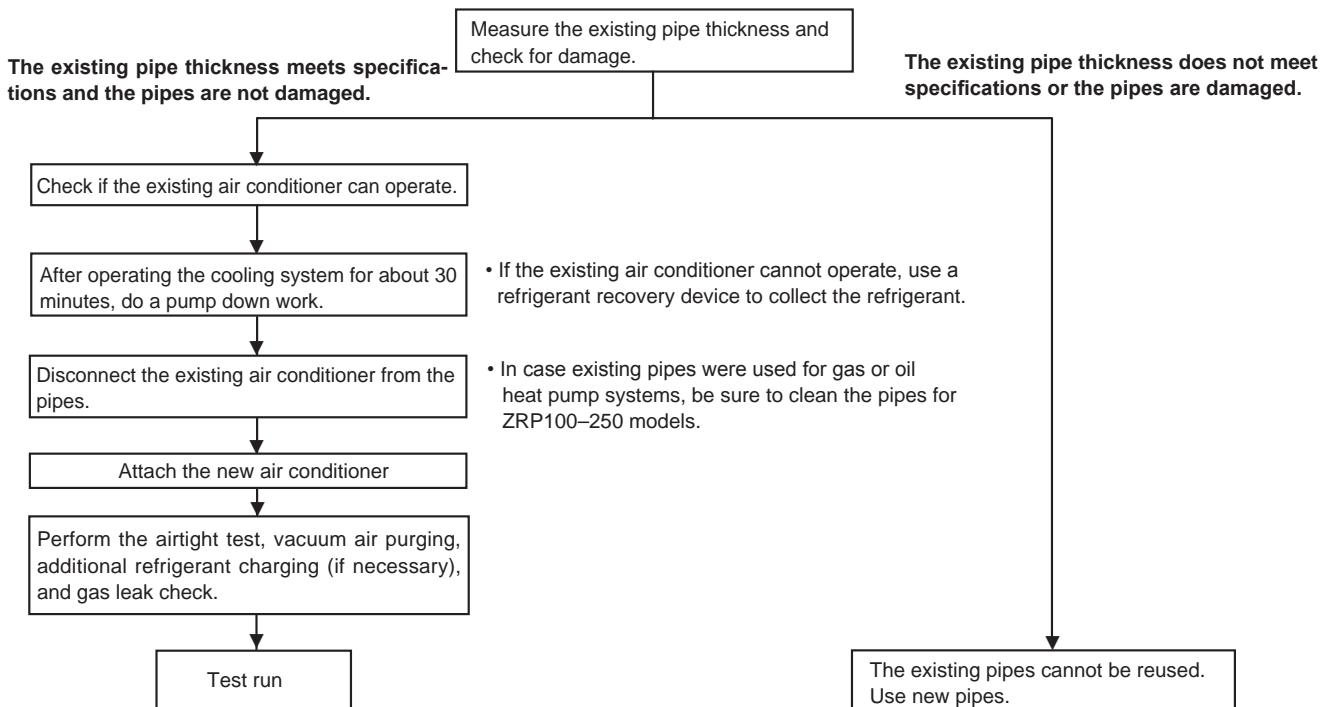 Measure the existing pipe thickness and
check for damage.
The existing pipe thickness meets specifica-
tions and the pipes are not damaged.
The existing pipe thickness does not meet
specifications or the pipes are damaged.
Check if the existing air conditioner can operate.
After operating the cooling system for about 30
minutes, do a pump down work.
• If the existing air conditioner cannot operate, use a
refrigerant recovery device to collect the refrigerant.
Disconnect the existing air conditioner from the
pipes.
• In case existing pipes were used for gas or oil
heat pump systems, be sure to clean the pipes for
ZRP100–250 models.
Attach the new air conditioner
Perform the airtight test, vacuum air purging,
additional refrigerant charging (if necessary),
and gas leak check.
Test run
The existing pipes cannot be reused.
Use new pipes.